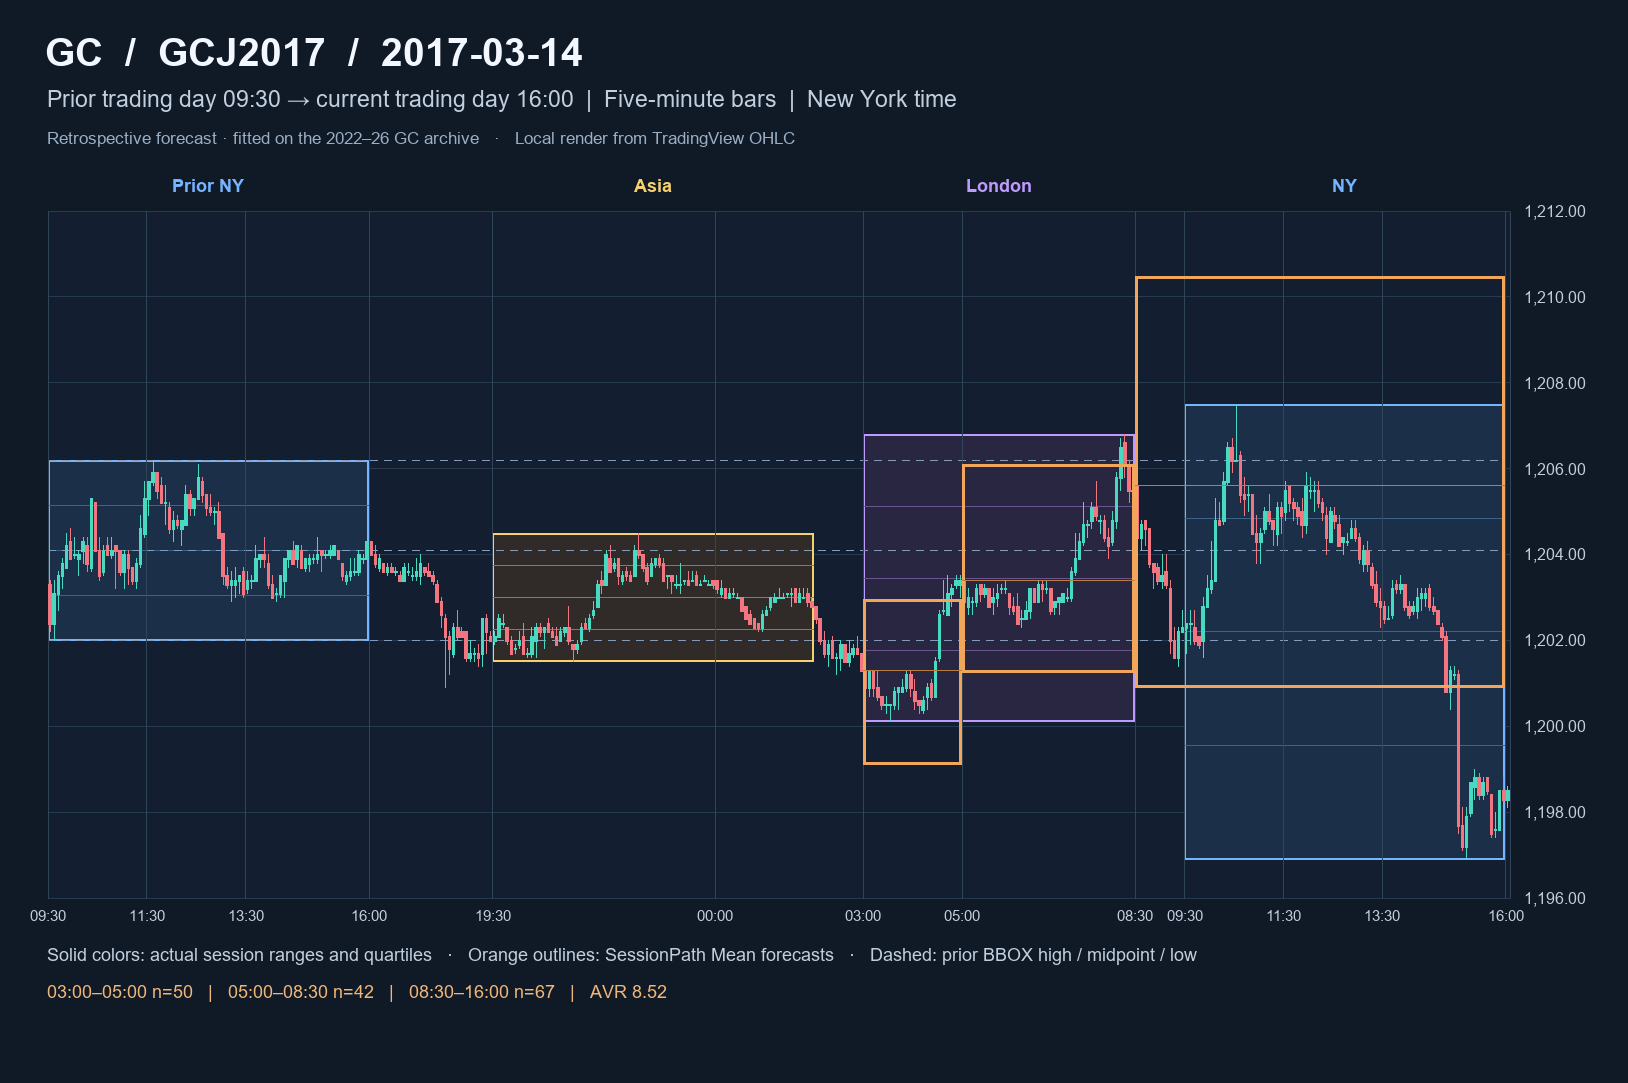 GC / GCJ2017 / 2017-03-14
Prior trading day 09:30 → current trading day 16:00 | Five-minute bars | New York time
Retrospective forecast · fitted on the 2022–26 GC archive · Local render from TradingView OHLC
Prior NY Asia London NY
1,212.00
1,210.00
1,208.00
1,206.00
1,204.00
1,202.00
1,200.00
1,198.00
1,196.00
09:30 11:30 13:30 16:00 19:30 00:00 03:00 05:00 08:30 09:30 11:30 13:30 16:00
Solid colors: actual session ranges and quartiles · Orange outlines: SessionPath Mean forecasts · Dashed: prior BBOX high / midpoint / low
03:00–05:00 n=50 | 05:00–08:30 n=42 | 08:30–16:00 n=67 | AVR 8.52